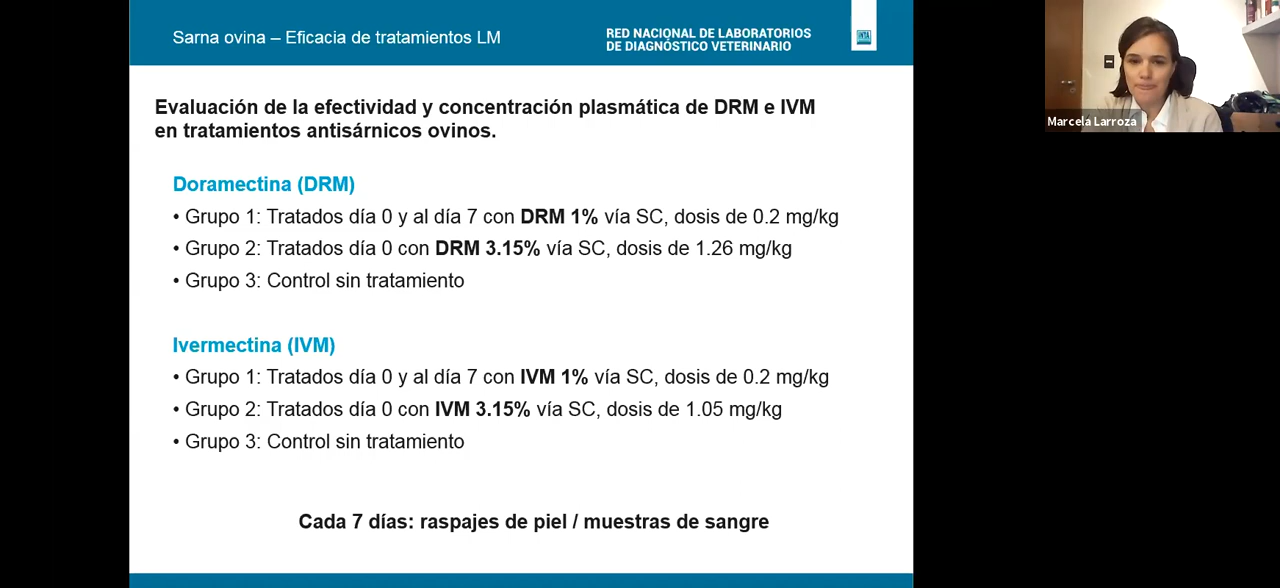 Sarna ovina – Eficacia de tratamientos LM
RED NACIONAL DE LABORATORIOS
DE DIAGNÓSTICO VETERINARIO
INTA
Marcela Larroza
Evaluación de la efectividad y concentración plasmática de DRM e IVM
en tratamientos antisárnicos ovinos.
Doramectina (DRM)
• Grupo 1: Tratados día 0 y al día 7 con DRM 1% vía SC, dosis de 0.2 mg/kg
• Grupo 2: Tratados día 0 con DRM 3.15% vía SC, dosis de 1.26 mg/kg
• Grupo 3: Control sin tratamiento
Ivermectina (IVM)
• Grupo 1: Tratados día 0 y al día 7 con IVM 1% vía SC, dosis de 0.2 mg/kg
• Grupo 2: Tratados día 0 con IVM 3.15% vía SC, dosis de 1.05 mg/kg
• Grupo 3: Control sin tratamiento
Cada 7 días: raspajes de piel / muestras de sangre